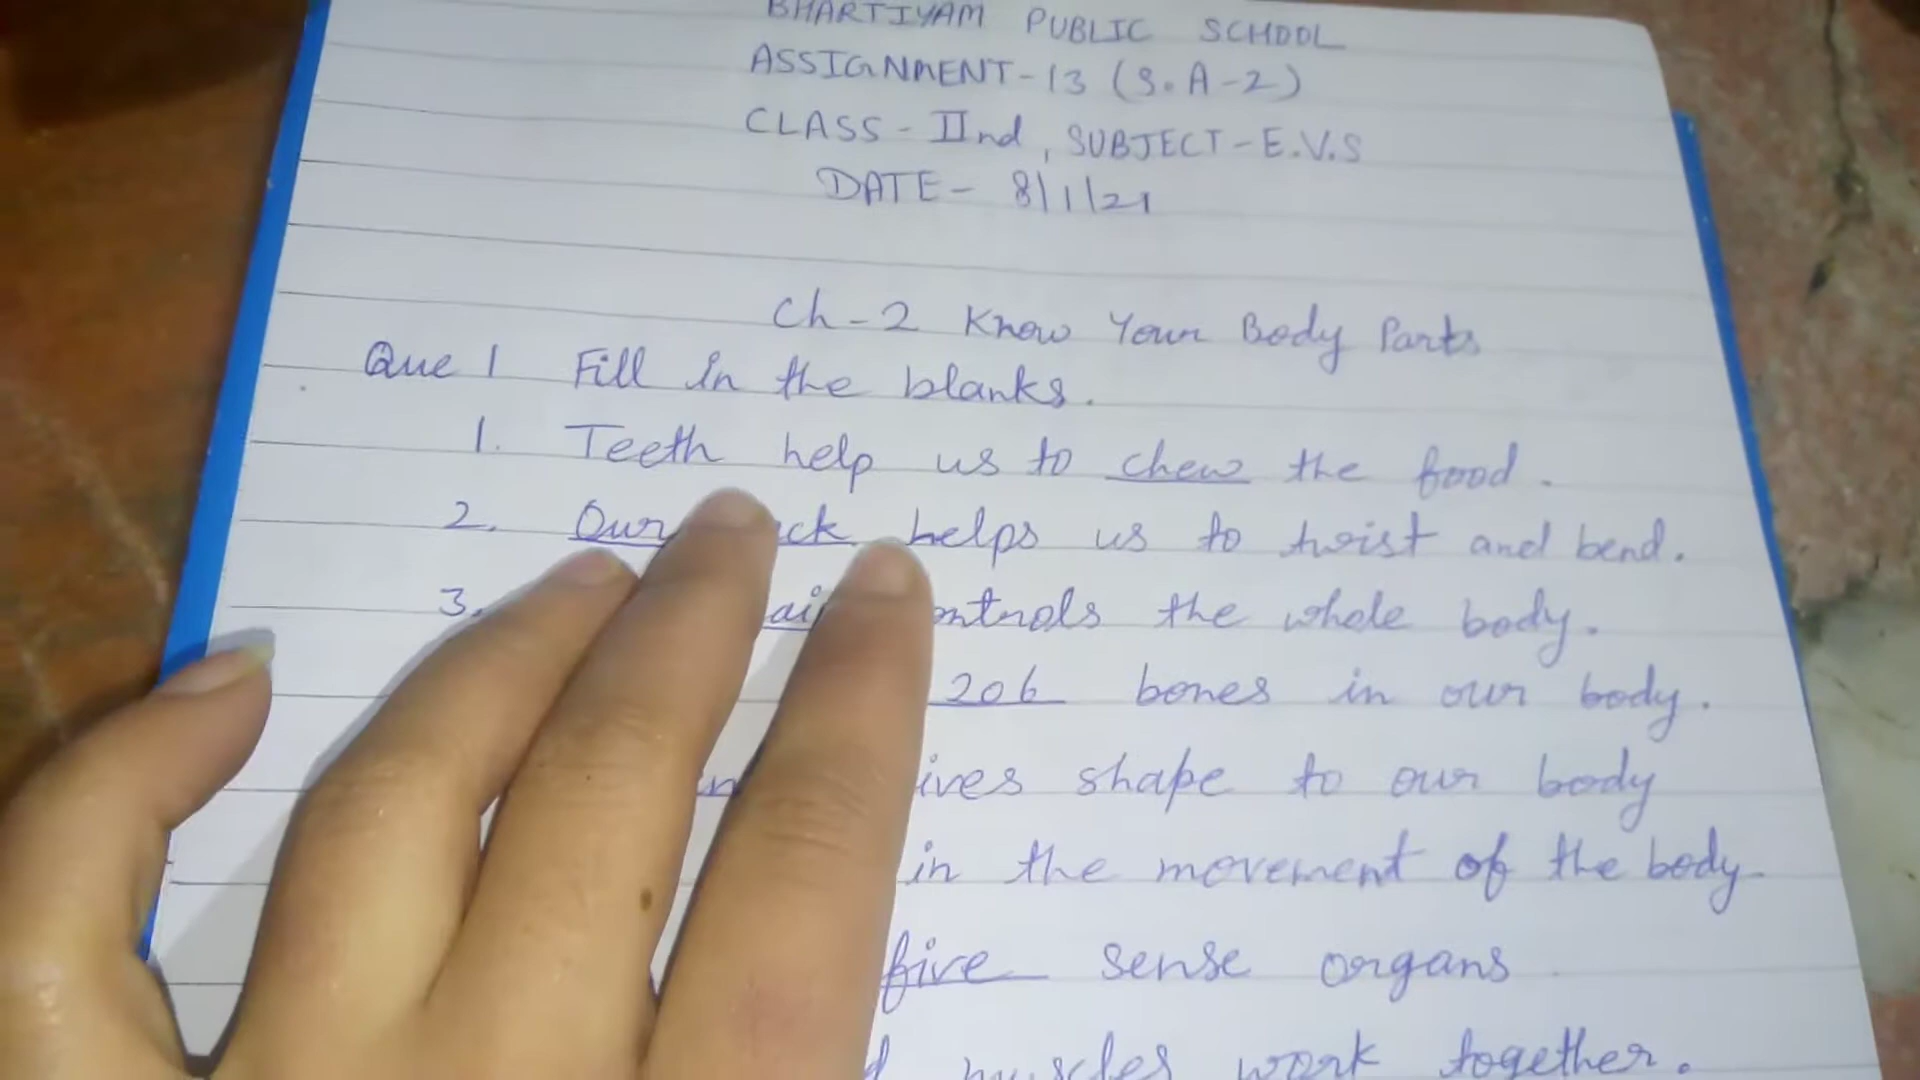 BHARTIYAM PUBLIC SCHOOL
ASSIGNMENT-13 (S.A-2)
CLASS-IInd, SUBJECT-E.V.S
DATE- 8/1/21
Ch-2 Know Your Body Parts
Que 1 Fill in the blanks.
1. Teeth help us to chew the food.
2. Our helps us to twist and bend.
3. the whole body.
206 bones in our body.
shape to our body
in the movement of the body.
five sense organs
muscles work together.